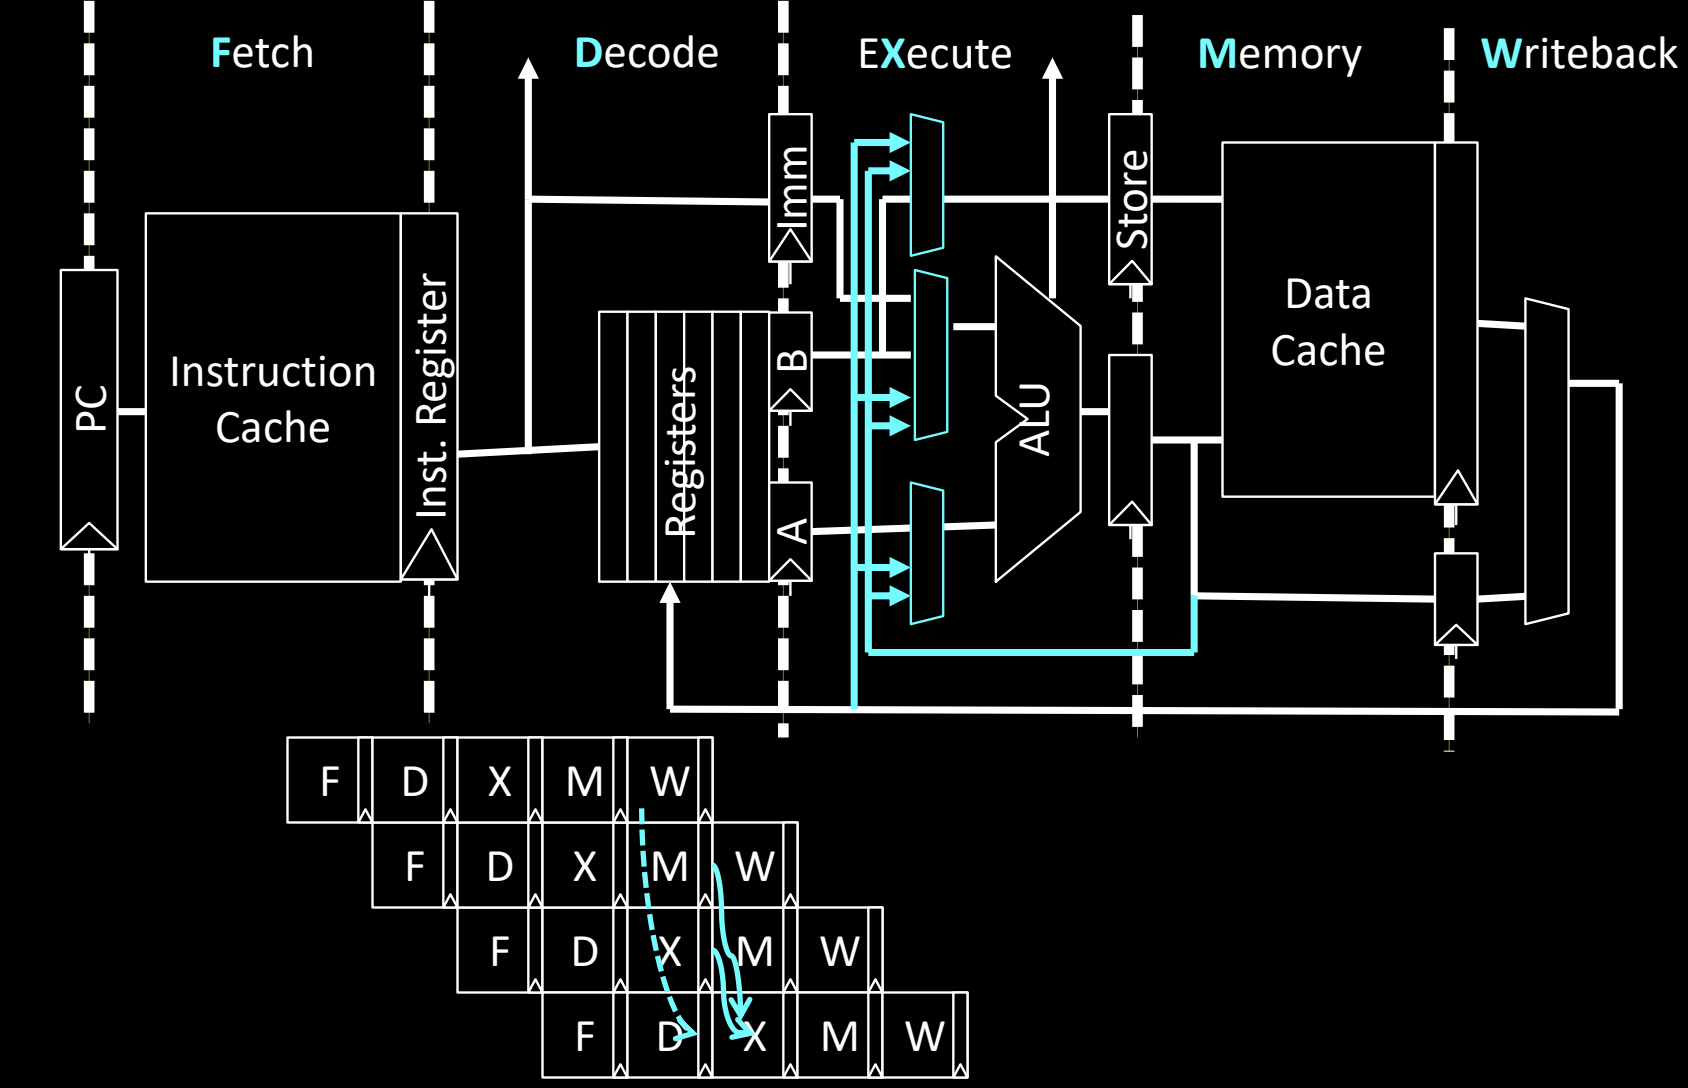 Fetch
Decode
EXecute
Memory
Writeback
PC
Instruction
Cache
Inst. Register
Registers
Imm
B
A
ALU
Store
Data
Cache
F D X M W
F D X M W
F D X M W
F D X M W